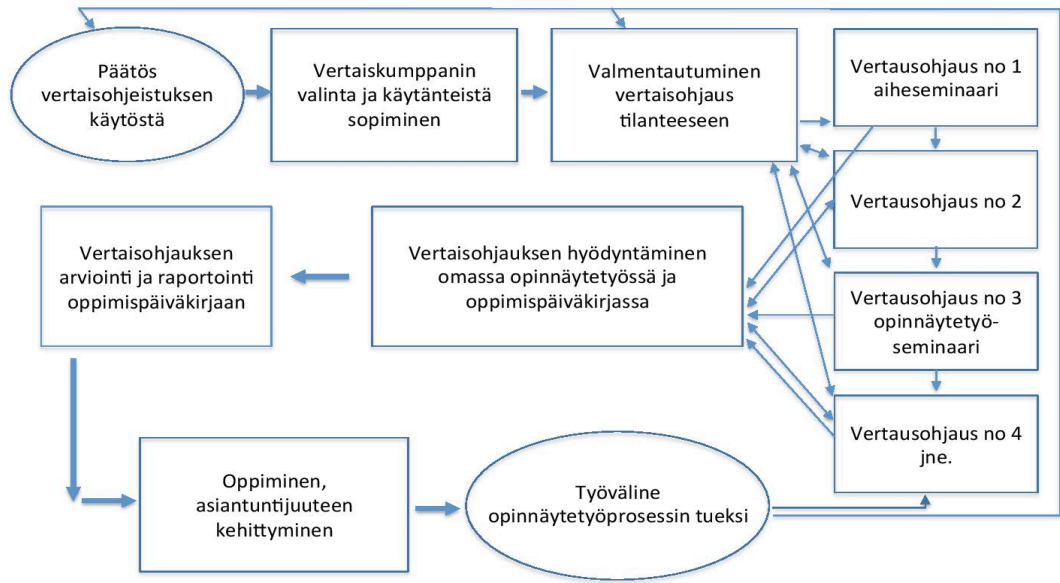 Päätös
vertaisohjeistuksen
käytöstä
Vertaiskumppanin
valinta ja käytänteistä
sopiminen
Valmentautuminen
vertaisohjaus
tilanteeseen
Vertausohjaus no 1
aiheseminaari
Vertausohjaus no 2
Vertausohjaus no 3
opinnäytetyö-
seminaari
Vertausohjaus no 4
jne.
Vertaisohjauksen hyödyntäminen
omassa opinnäytetyössä ja
oppimispäiväkirjassa
Vertaisohjauksen
arviointi ja raportointi
oppimispäiväkirjaan
Oppiminen,
asiantuntijuuteen
kehittyminen
Työväline
opinnäytetyöprosessin tueksi